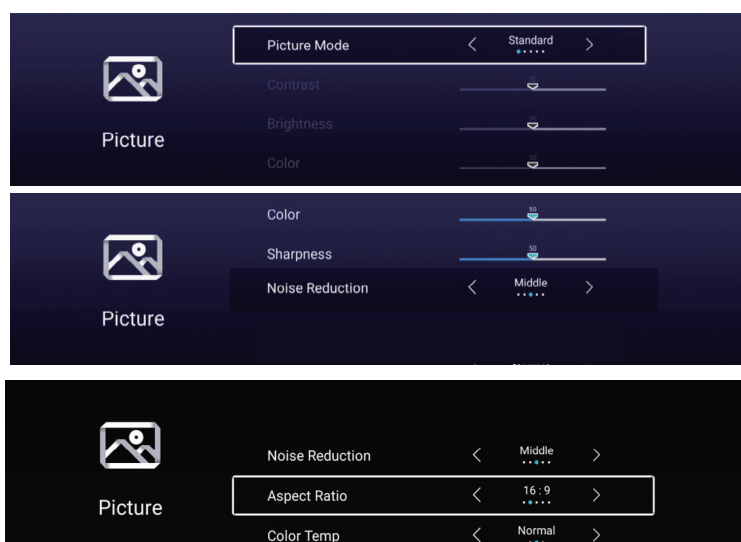 Picture
Picture Mode
Standard
Contrast
Brightness
Color
Picture
Color
50
Sharpness
50
Noise Reduction
Middle
Picture
Noise Reduction
Middle
Aspect Ratio
16 : 9
Color Temp
Normal